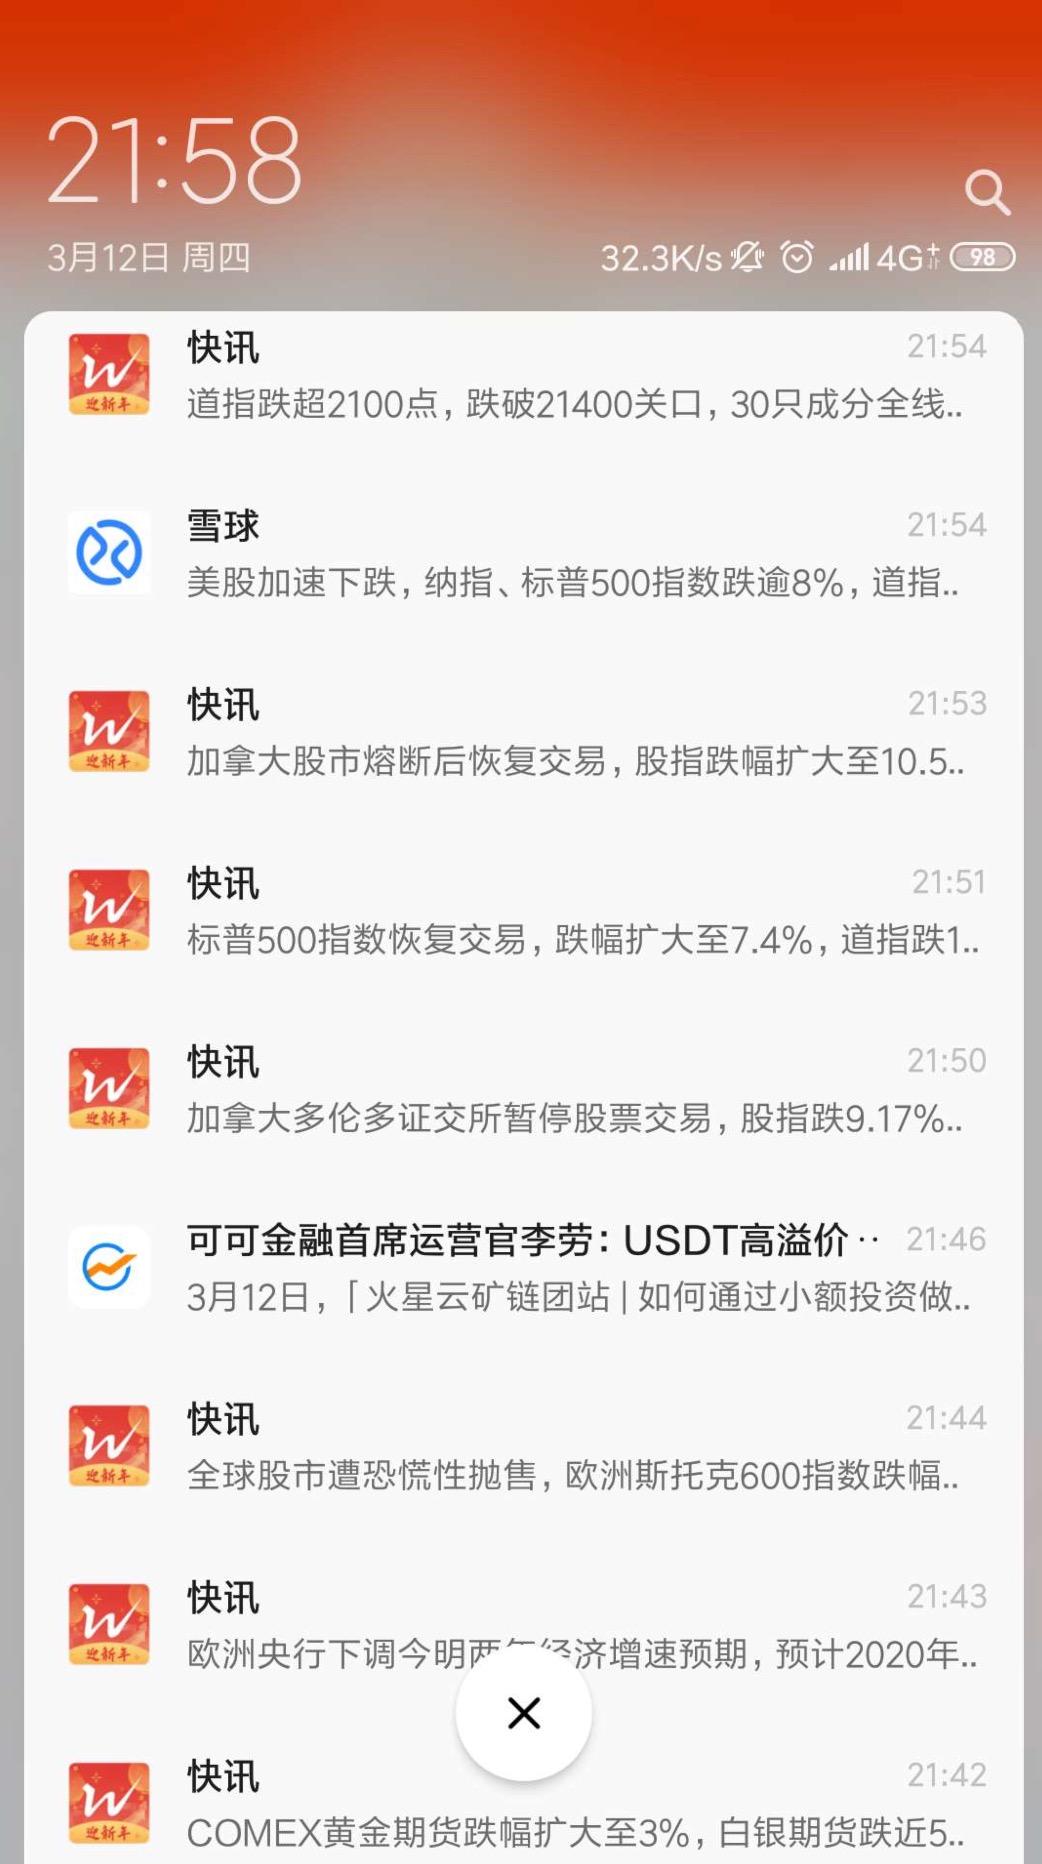 21:58
3月12日 周四
32.3K/s 4G+ 98
快讯 21:54
迎新年
道指跌超2100点，跌破21400关口，30只成分全线..
雪球 21:54
美股加速下跌，纳指、标普500指数跌逾8%，道指..
快讯 21:53
迎新年
加拿大股市熔断后恢复交易，股指跌幅扩大至10.5..
快讯 21:51
迎新年
标普500指数恢复交易，跌幅扩大至7.4%，道指跌1..
快讯 21:50
迎新年
加拿大多伦多证交所暂停股票交易，股指跌9.17%..
可可金融首席运营官李劳：USDT高溢价·· 21:46
3月12日，「火星云矿链团站 | 如何通过小额投资做..
快讯 21:44
迎新年
全球股市遭恐慌性抛售，欧洲斯托克600指数跌幅..
快讯 21:43
迎新年
欧洲央行下调今明两年经济增速预期，预计2020年..
快讯 21:42
迎新年
COMEX黄金期货跌幅扩大至3%，白银期货跌近5..